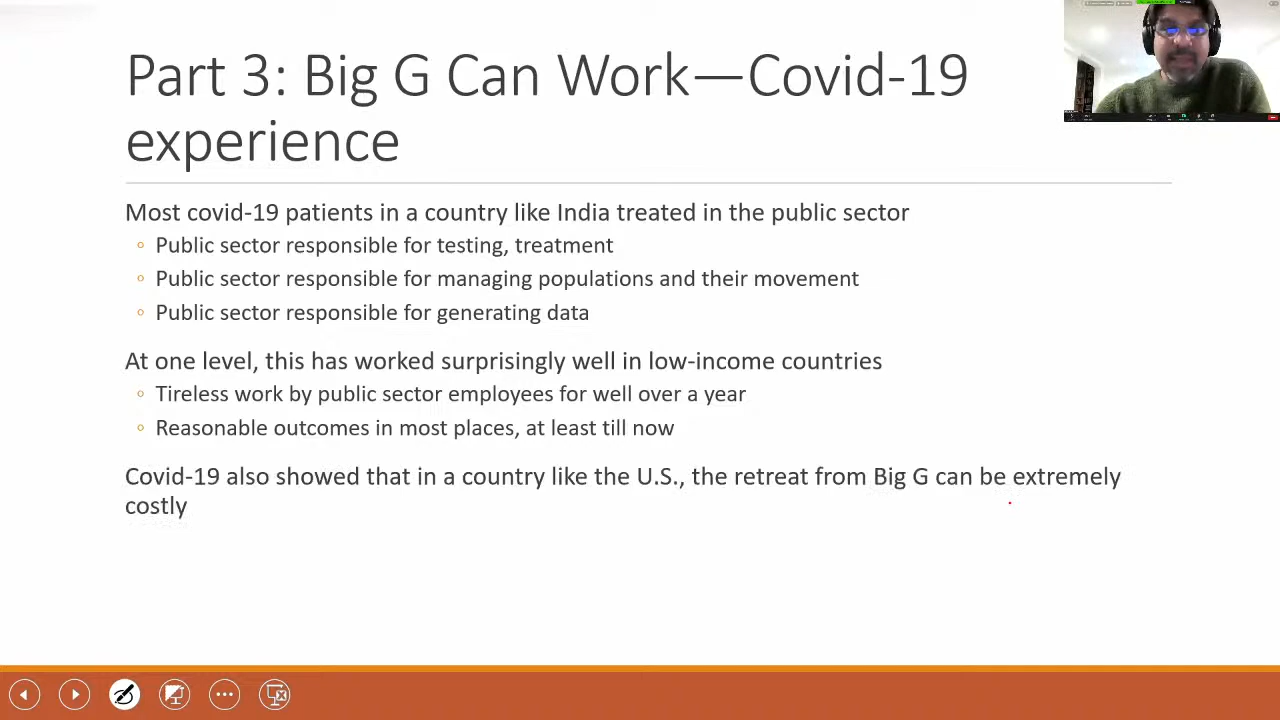 Part 3: Big G Can Work—Covid-19
experience
Most covid-19 patients in a country like India treated in the public sector
◦ Public sector responsible for testing, treatment
◦ Public sector responsible for managing populations and their movement
◦ Public sector responsible for generating data
At one level, this has worked surprisingly well in low-income countries
◦ Tireless work by public sector employees for well over a year
◦ Reasonable outcomes in most places, at least till now
Covid-19 also showed that in a country like the U.S., the retreat from Big G can be extremely
costly